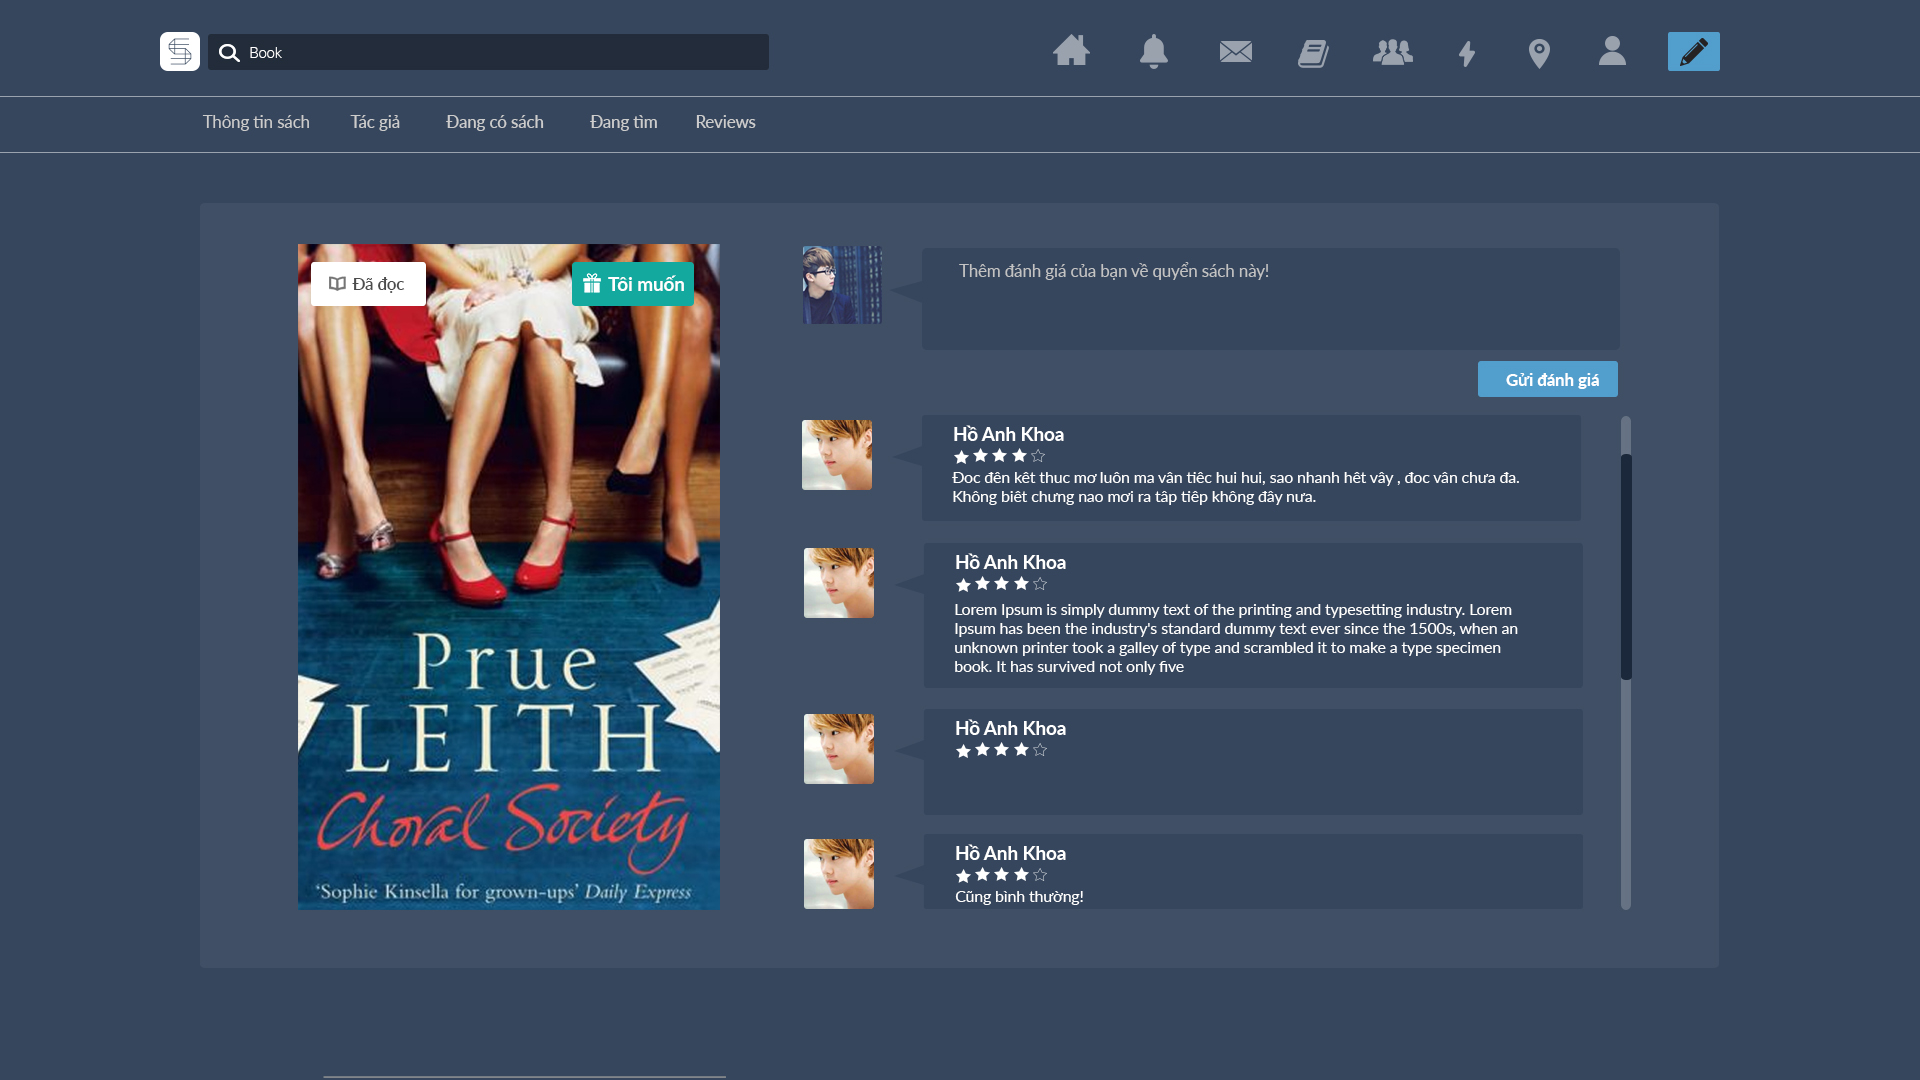 Book
Thông tin sách
Tác giả
Đang có sách
Đang tìm
Reviews
Đã đọc
Tôi muốn
Prue
LEITH
Choral Society
‘Sophie Kinsella for grown-ups’ Daily Express
Thêm đánh giá của bạn về quyển sách này!
Gửi đánh giá
Hồ Anh Khoa
Đoc đên kêt thuc mơ luôn ma vân tiêc hui hui, sao nhanh hêt vây , đoc vân chưa đa.
Không biêt chưng nao mơi ra tâp tiêp không đây nưa.
Hồ Anh Khoa
Lorem Ipsum is simply dummy text of the printing and typesetting industry. Lorem
Ipsum has been the industry's standard dummy text ever since the 1500s, when an
unknown printer took a galley of type and scrambled it to make a type specimen
book. It has survived not only five
Hồ Anh Khoa
Hồ Anh Khoa
Cũng bình thường!